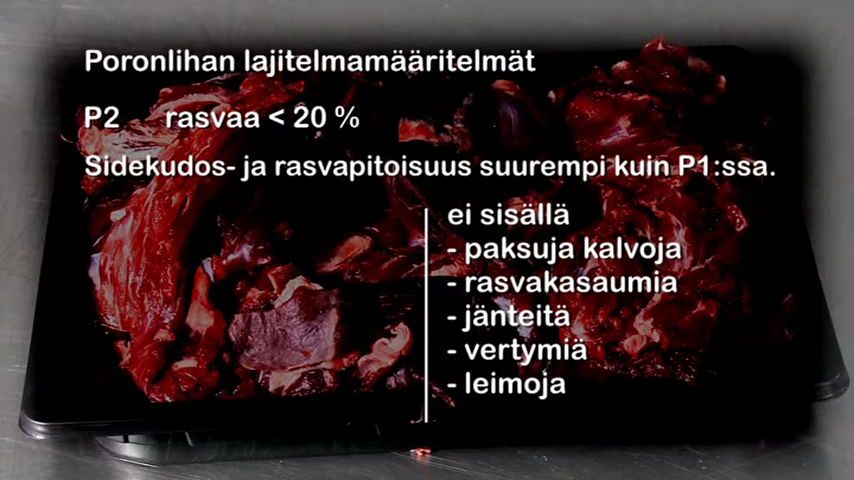 Poronlihan lajitelmamääritelmät
P2 rasvaa < 20 %
Sidekudos- ja rasvapitoisuus suurempi kuin P1:ssa.
ei sisällä
- paksuja kalvoja
- rasvakasaumia
- jänteitä
- vertymiä
- leimoja